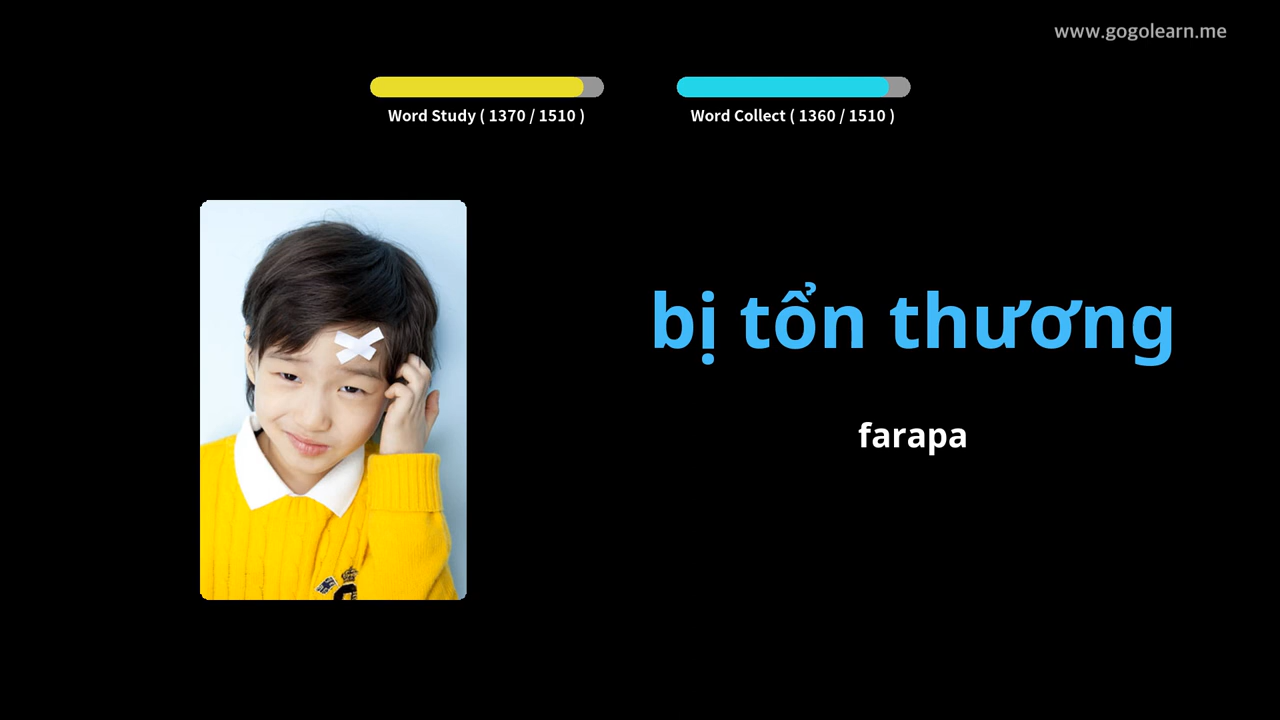 www.gogolearn.me
Word Study ( 1370 / 1510 )
Word Collect ( 1360 / 1510 )
bị tổn thương
farapa